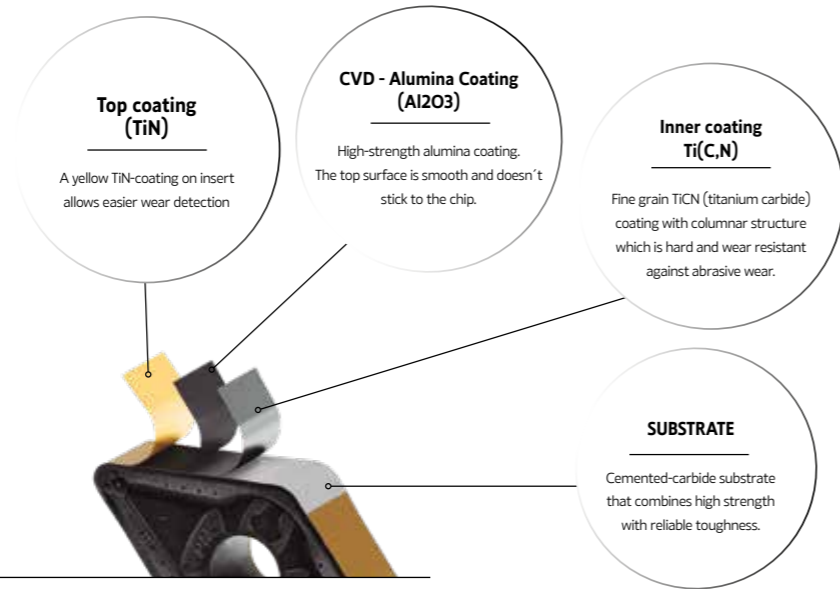 Top coating
(TiN)
A yellow TiN-coating on insert
allows easier wear detection
CVD - Alumina Coating
(Al2O3)
High-strength alumina coating.
The top surface is smooth and doesn´t
stick to the chip.
Inner coating
Ti(C,N)
Fine grain TiCN (titanium carbide)
coating with columnar structure
which is hard and wear resistant
against abrasive wear.
SUBSTRATE
Cemented-carbide substrate
that combines high strength
with reliable toughness.